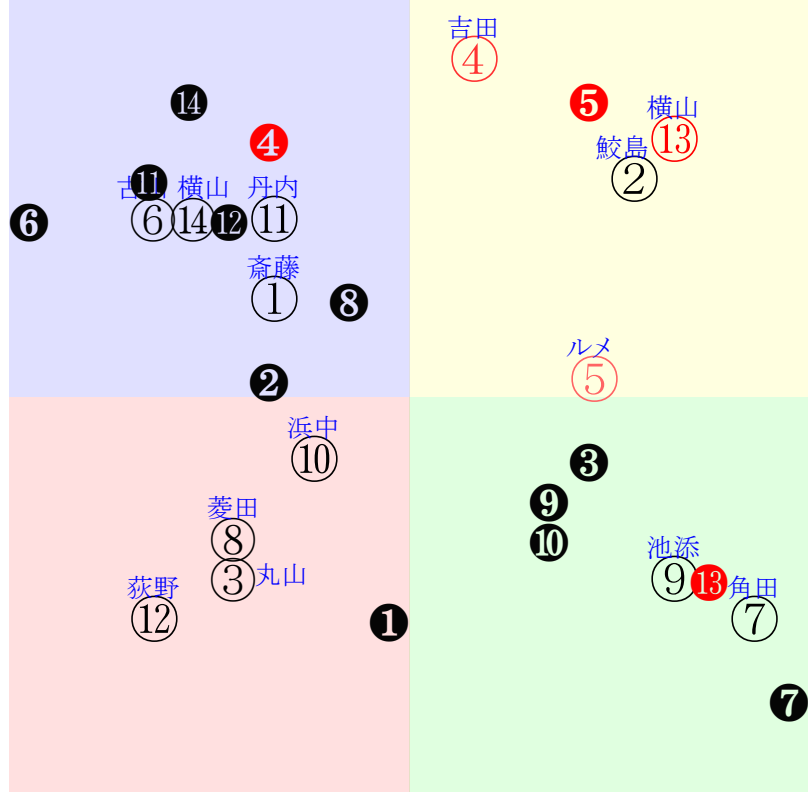 吉田
④
⓮
❺
❹
横山
⑬
鮫島
②
⓫
横山
丹内
❻
⑥
⑭
⓬
⑪
斎藤
①
❽
ルメ
⑤
❷
浜中
⑩
❸
❾
菱田
⑧
❿
池添
⑨
⓭
角田
⑦
③
丸山
荻野
⑫
❶
❼